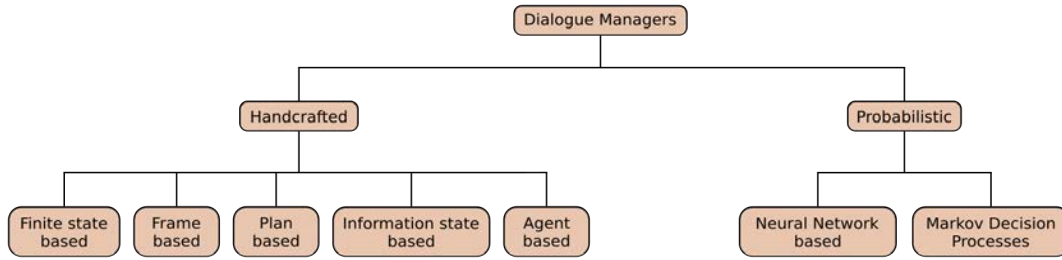 Dialogue Managers
Handcrafted
Probabilistic
Finite state
based
Frame
based
Plan
based
Information state
based
Agent
based
Neural Network
based
Markov Decision
Processes